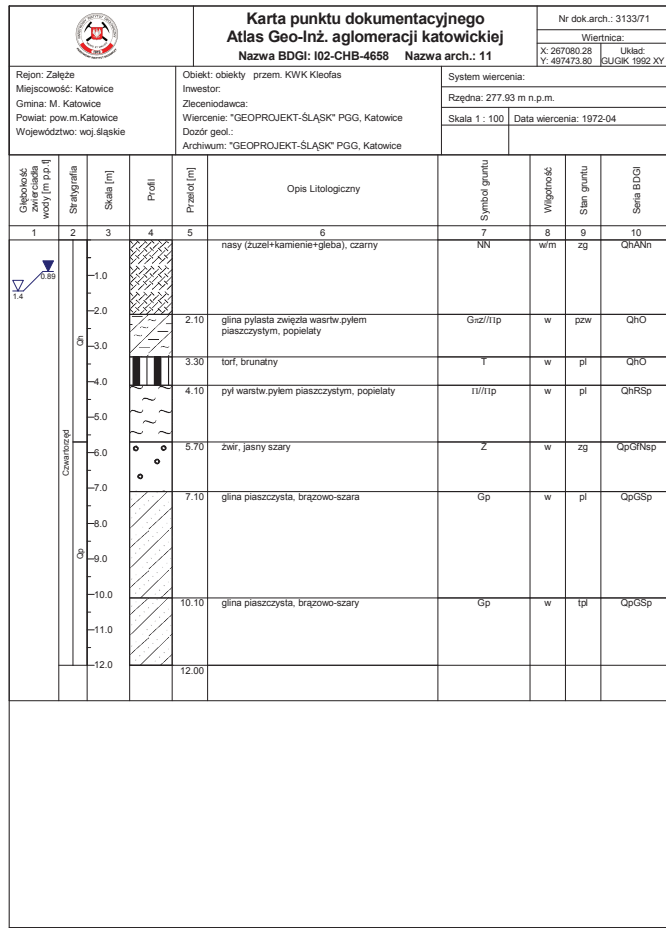 Karta punktu dokumentacyjnego
Atlas Geo-Inż. aglomeracji katowickiej
Nazwa BDGI: I02-CHB-4658 Nazwa arch.: 11
Nr dok.arch.: 3133/71
Wiertnica:
X: 267080.28
Y: 497473.80
Układ:
GUGIK 1992 XY
Rejon: Załęże
Miejscowość: Katowice
Gmina: M. Katowice
Powiat: pow.m.Katowice
Województwo: woj.śląskie
Obiekt: obiekty przem. KWK Kleofas
Inwestor:
Zleceniodawca:
Wiercenie: "GEOPROJEKT-ŚLĄSK" PGG, Katowice
Dozór geol.:
Archiwum: "GEOPROJEKT-ŚLĄSK" PGG, Katowice
System wiercenia:
Rzędna: 277.93 m n.p.m.
Skala 1 : 100 Data wiercenia: 1972-04
Głębokość zwierciadła wody [m p.p.t]
Stratygrafia
Skala [m]
Profil
Przelot [m]
Opis Litologiczny
Symbol gruntu
Wilgotność
Stan gruntu
Seria BDGI
1 2 3 4 5 6 7 8 9 10
nasy (żużel+kamienie+gleba), czarny NN w/m zg QhANn
0.89
1.4
-1.0
-2.0
2.10 glina pylasta zwięzła wasrtw.pyłem Gπz//Πp w pzw QhO
piaszczystym, popielaty
Qh
-3.0
3.30 torf, brunatny T w pl QhO
-4.0
4.10 pył warstw.pyłem piaszczystym, popielaty Π//Πp w pl QhRSp
-5.0
Czwartorzęd
5.70 żwir, jasny szary Ż w zg QpGfNsp
-6.0
-7.0
7.10 glina piaszczysta, brązowo-szara Gp w pl QpGSp
-8.0
Qp
-9.0
-10.0
10.10 glina piaszczysta, brązowo-szary Gp w tpl QpGSp
-11.0
-12.0
12.00